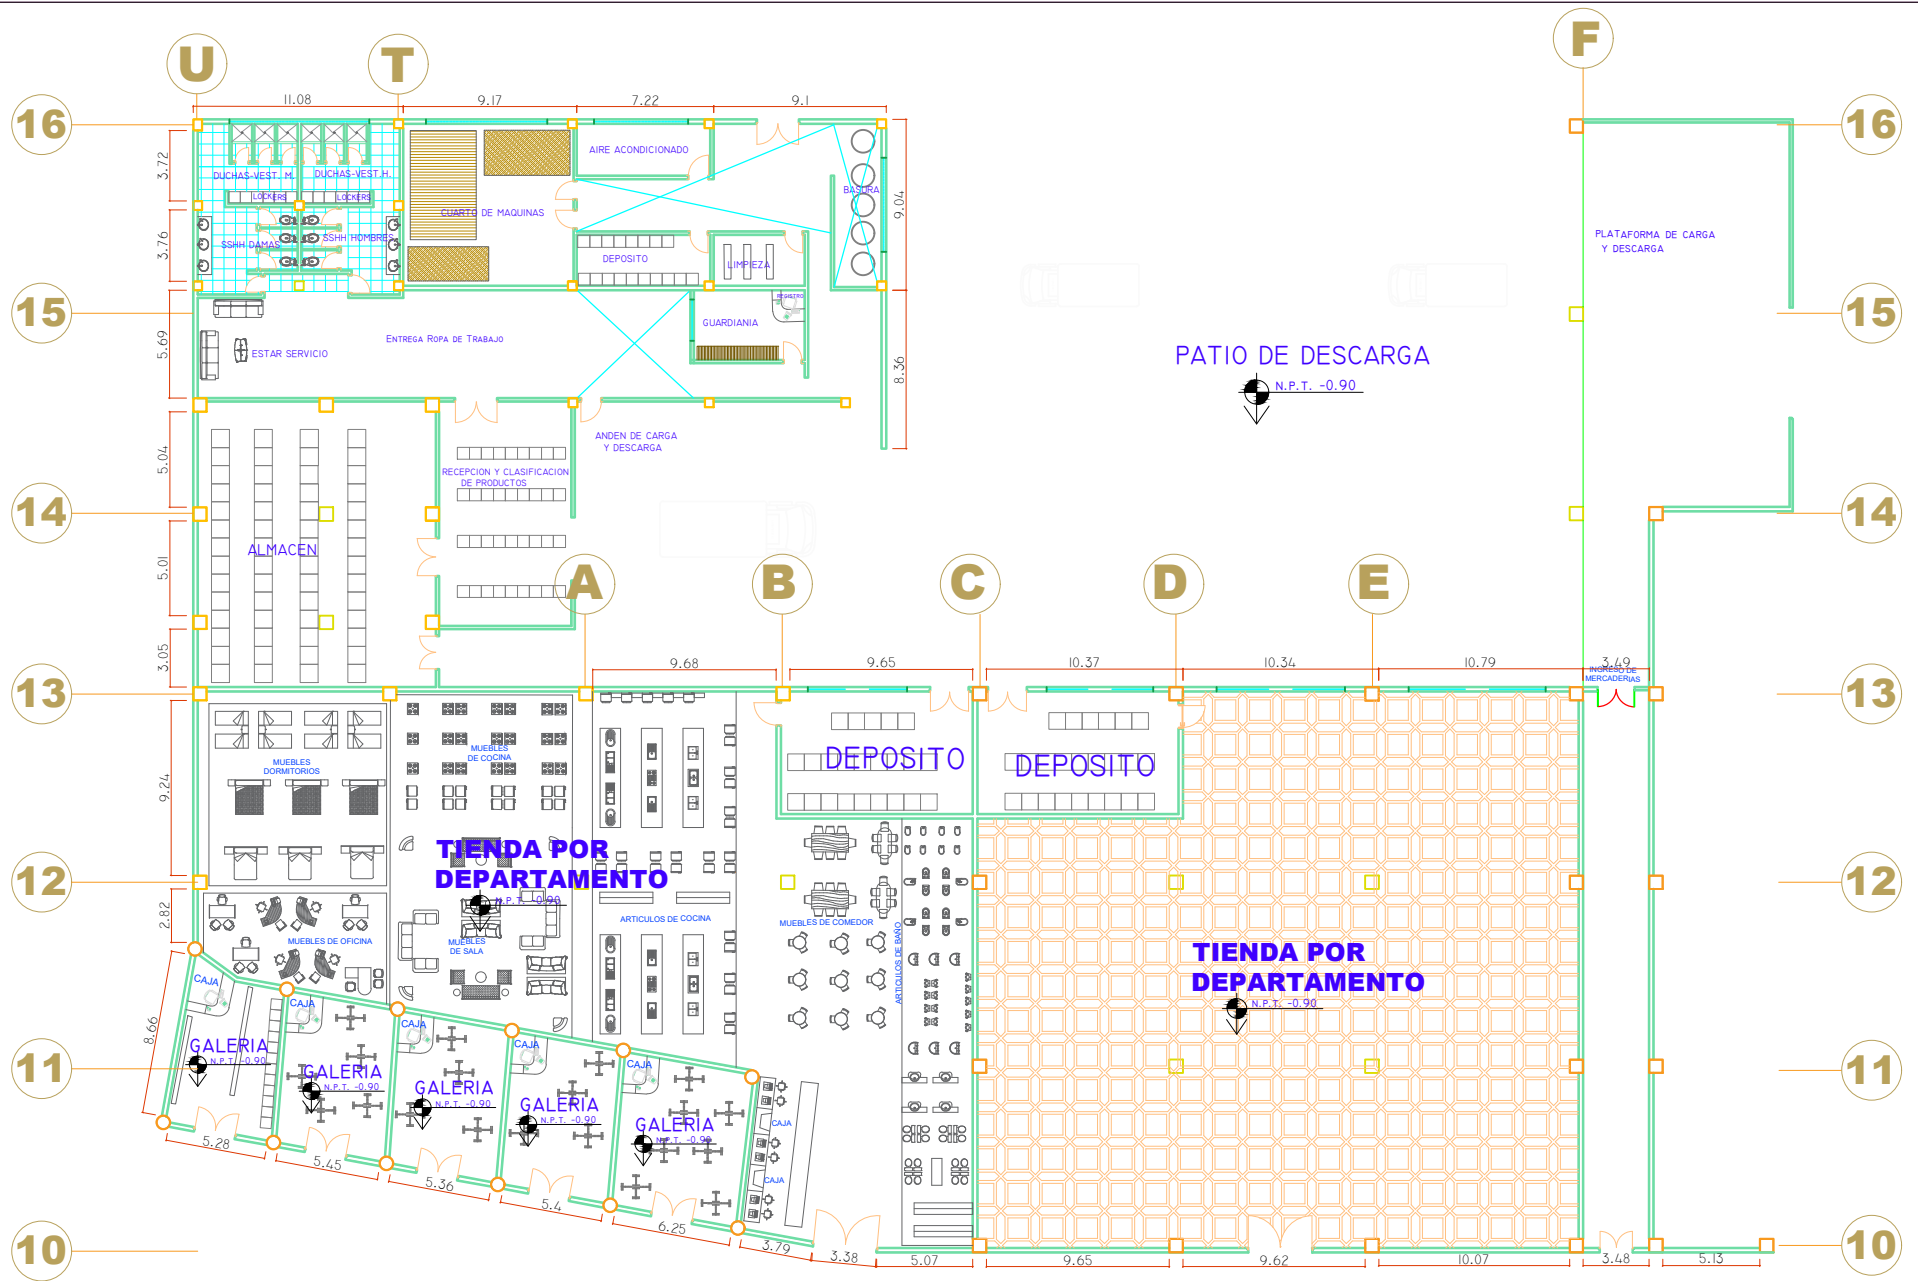 U
T
F
16
16
11.08
9.17
7.22
9.1
3.72
AIRE ACONDICIONADO
DUCHAS-VEST. M.
DUCHAS-VEST.H.
LOCKERS
LOCKERS
BASURA
9.04
CUARTO DE MAQUINAS
3.76
SSHH DAMAS
SSHH HOMBRES
PLATAFORMA DE CARGA
Y DESCARGA
DEPOSITO
LIMPIEZA
REGISTRO
15
15
GUARDIANIA
5.69
ENTREGA ROPA DE TRABAJO
ESTAR SERVICIO
8.36
PATIO DE DESCARGA
N.P.T. -0.90
ANDEN DE CARGA
Y DESCARGA
5.04
RECEPCION Y CLASIFICACION
DE PRODUCTOS
14
14
ALMACEN
5.01
A
B
C
D
E
3.05
9.68
9.65
10.37
10.34
10.79
3.49
INGRESO DE
MERCADERIAS
13
13
MUEBLES
DE COCINA
MUEBLES
DORMITORIOS
DEPOSITO
DEPOSITO
9.24
TIENDA POR
DEPARTAMENTO
N.P.T. -0.90
12
12
2.82
ARTICULOS DE COCINA
MUEBLES DE COMEDOR
MUEBLES DE OFICINA
MUEBLES
DE SALA
ARTICULOS DE BAÑO
TIENDA POR
DEPARTAMENTO
N.P.T. -0.90
CAJA
CAJA
CAJA
CAJA
CAJA
8.66
GALERIA
N.P.T. -0.90
GALERIA
N.P.T. -0.90
GALERIA
N.P.T. -0.90
GALERIA
N.P.T. -0.90
GALERIA
N.P.T. -0.90
11
11
CAJA
CAJA
5.28
5.45
5.36
5.4
6.25
3.79
3.38
5.07
9.65
9.62
10.07
3.48
5.13
10
10